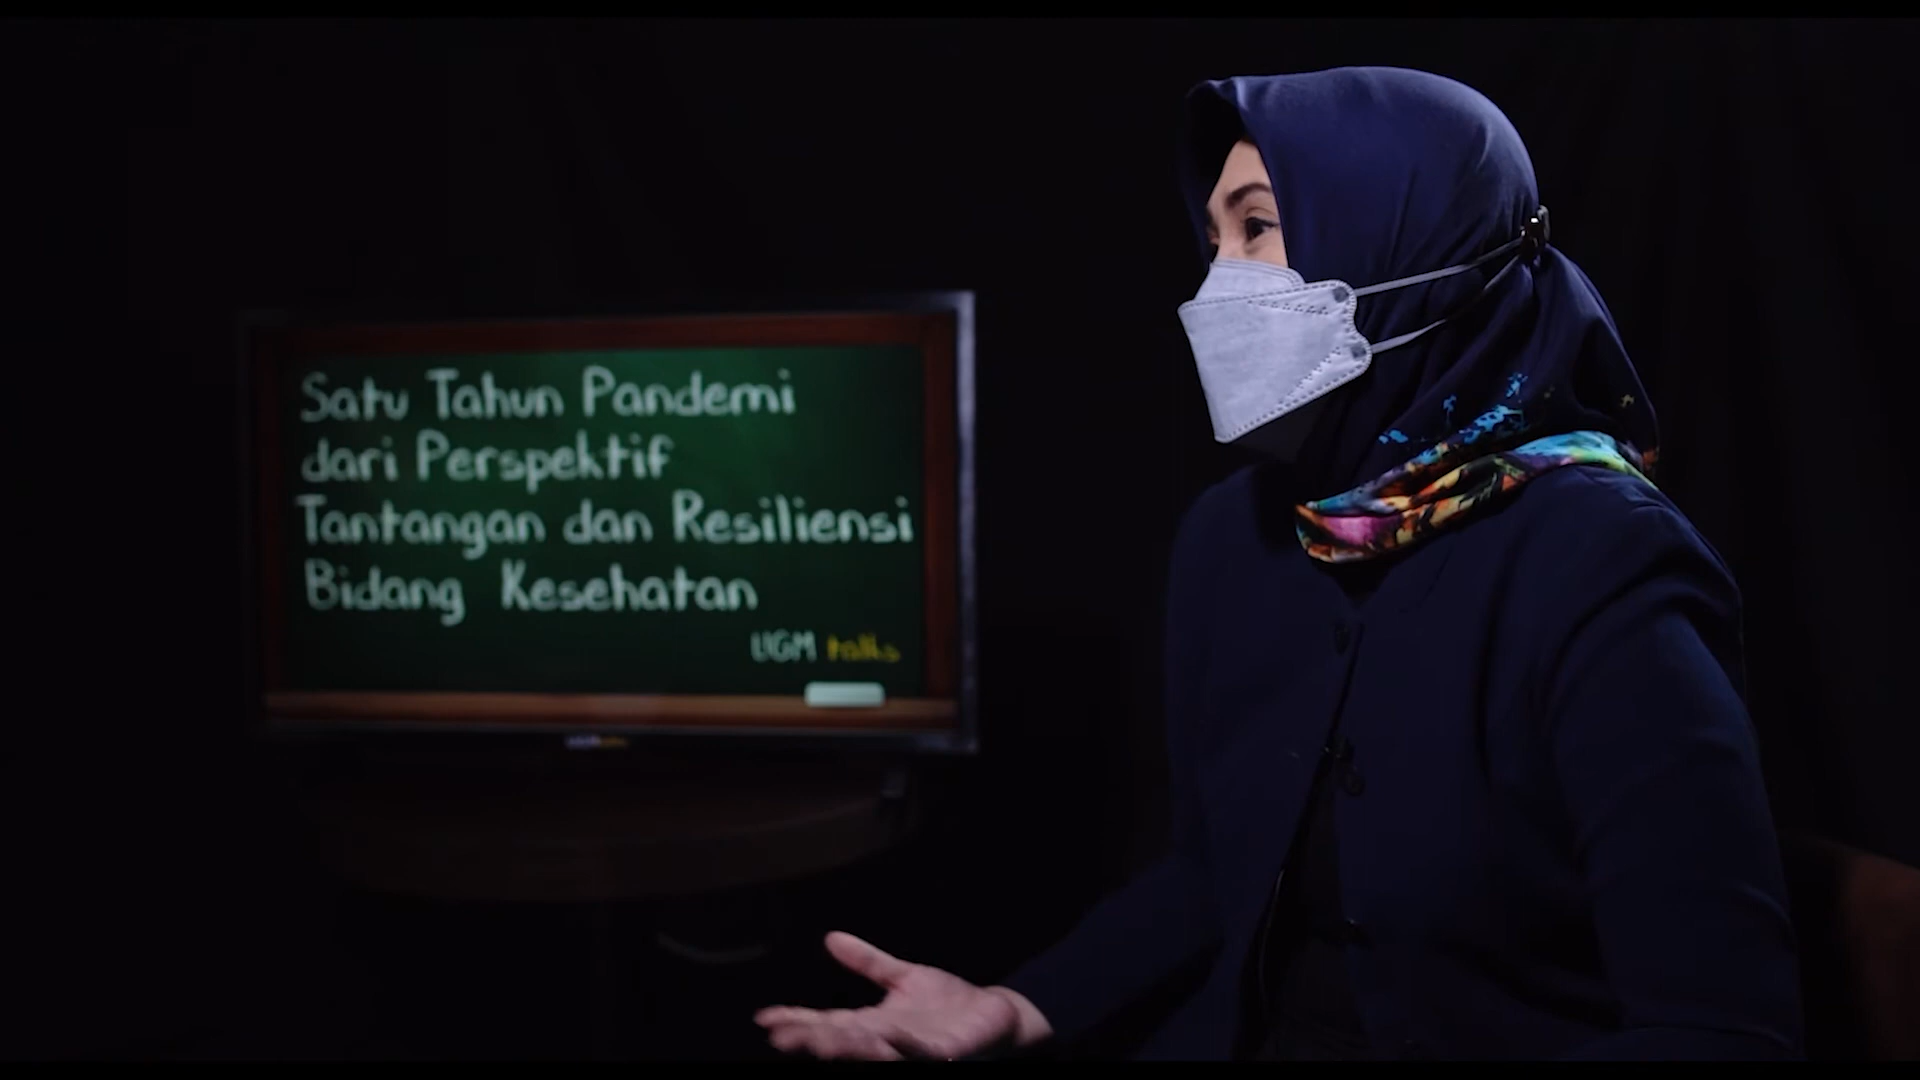 Satu Tahun Pandemi
dari Perspektif
Tantangan dan Resiliensi
Bidang Kesehatan
UGM talks